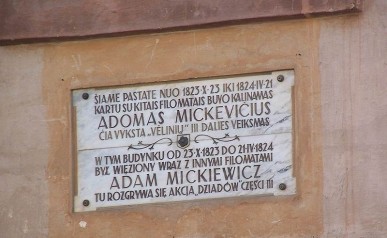 ŠIAME PASTATE NUO 1823·X·23 IKI 1824·IV·21
KARTU SU KITAIS FILOMATAIS BUVO KALINAMAS
ADOMAS MICKEVIČIUS
ČIA VYKSTA „VĖLINIŲ" III DALIES VEIKSMAS
W TYM BUDYNKU OD 23·X·1823 DO 21·IV·1824
BYŁ WIĘZIONY WRAZ Z INNYMI FILOMATAMI
ADAM MICKIEWICZ
TU ROZGRYWA SIĘ AKCJA „DZIADÓW" CZĘŚCI III